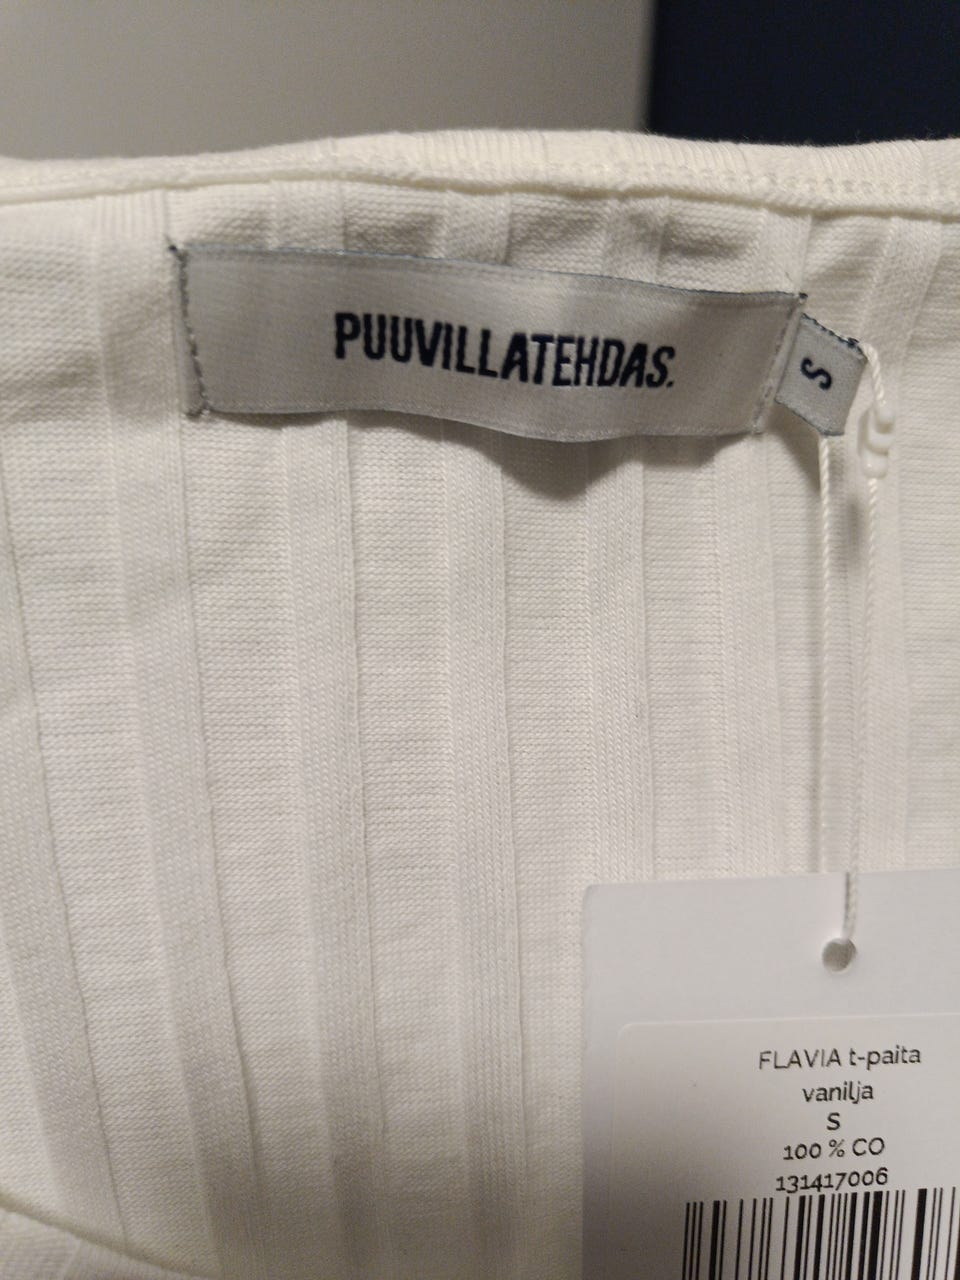 PUUVILLATEHDAS.
S
FLAVIA t-paita
vanilja
S
100 % CO
131417006